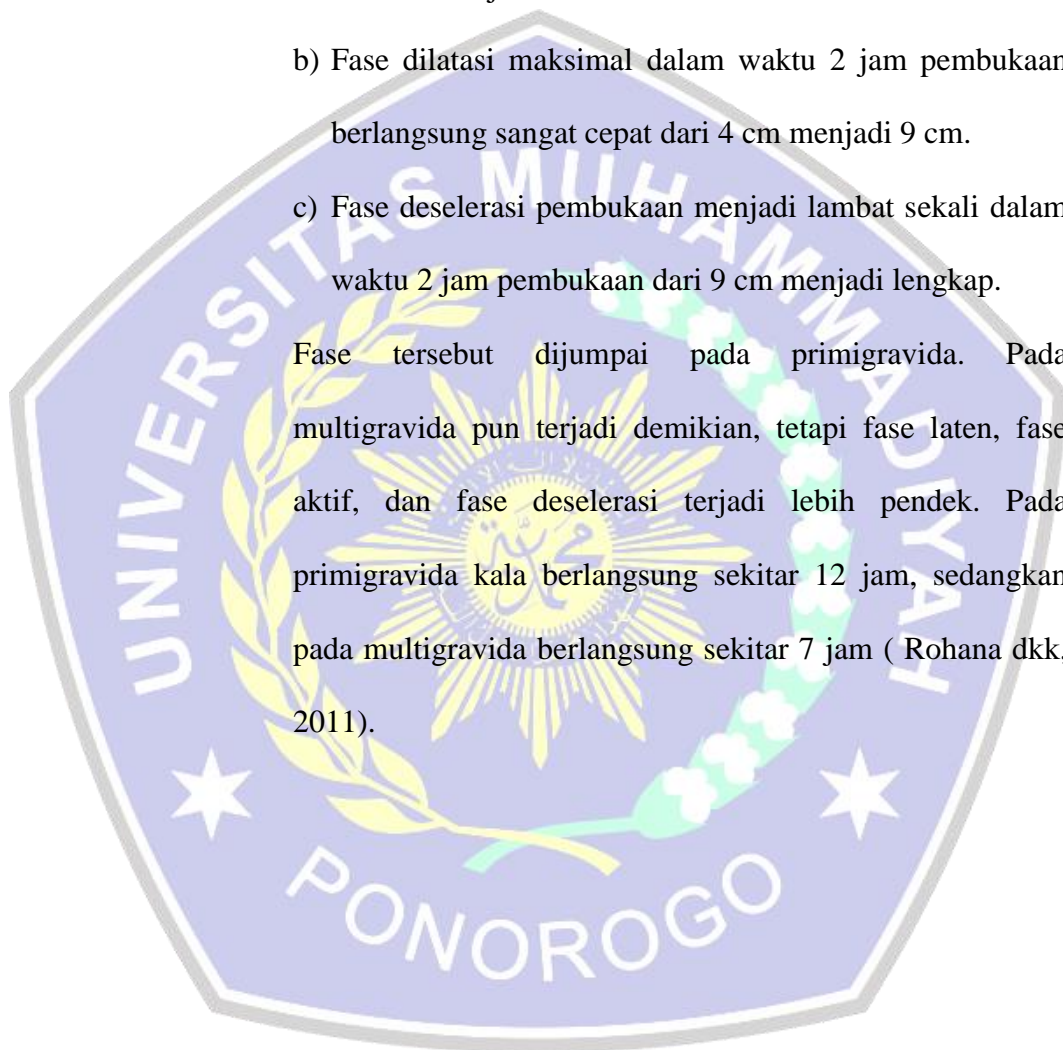 b) Fase dilatasi maksimal dalam waktu 2 jam pembukaan
berlangsung sangat cepat dari 4 cm menjadi 9 cm.
c) Fase deselerasi pembukaan menjadi lambat sekali dalam
waktu 2 jam pembukaan dari 9 cm menjadi lengkap.
Fase tersebut dijumpai pada primigravida. Pada
multigravida pun terjadi demikian, tetapi fase laten, fase
aktif, dan fase deselerasi terjadi lebih pendek. Pada
primigravida kala berlangsung sekitar 12 jam, sedangkan
pada multigravida berlangsung sekitar 7 jam ( Rohana dkk,
2011).
UNIVERSITAS MUHAMMADIYAH
PONOROGO